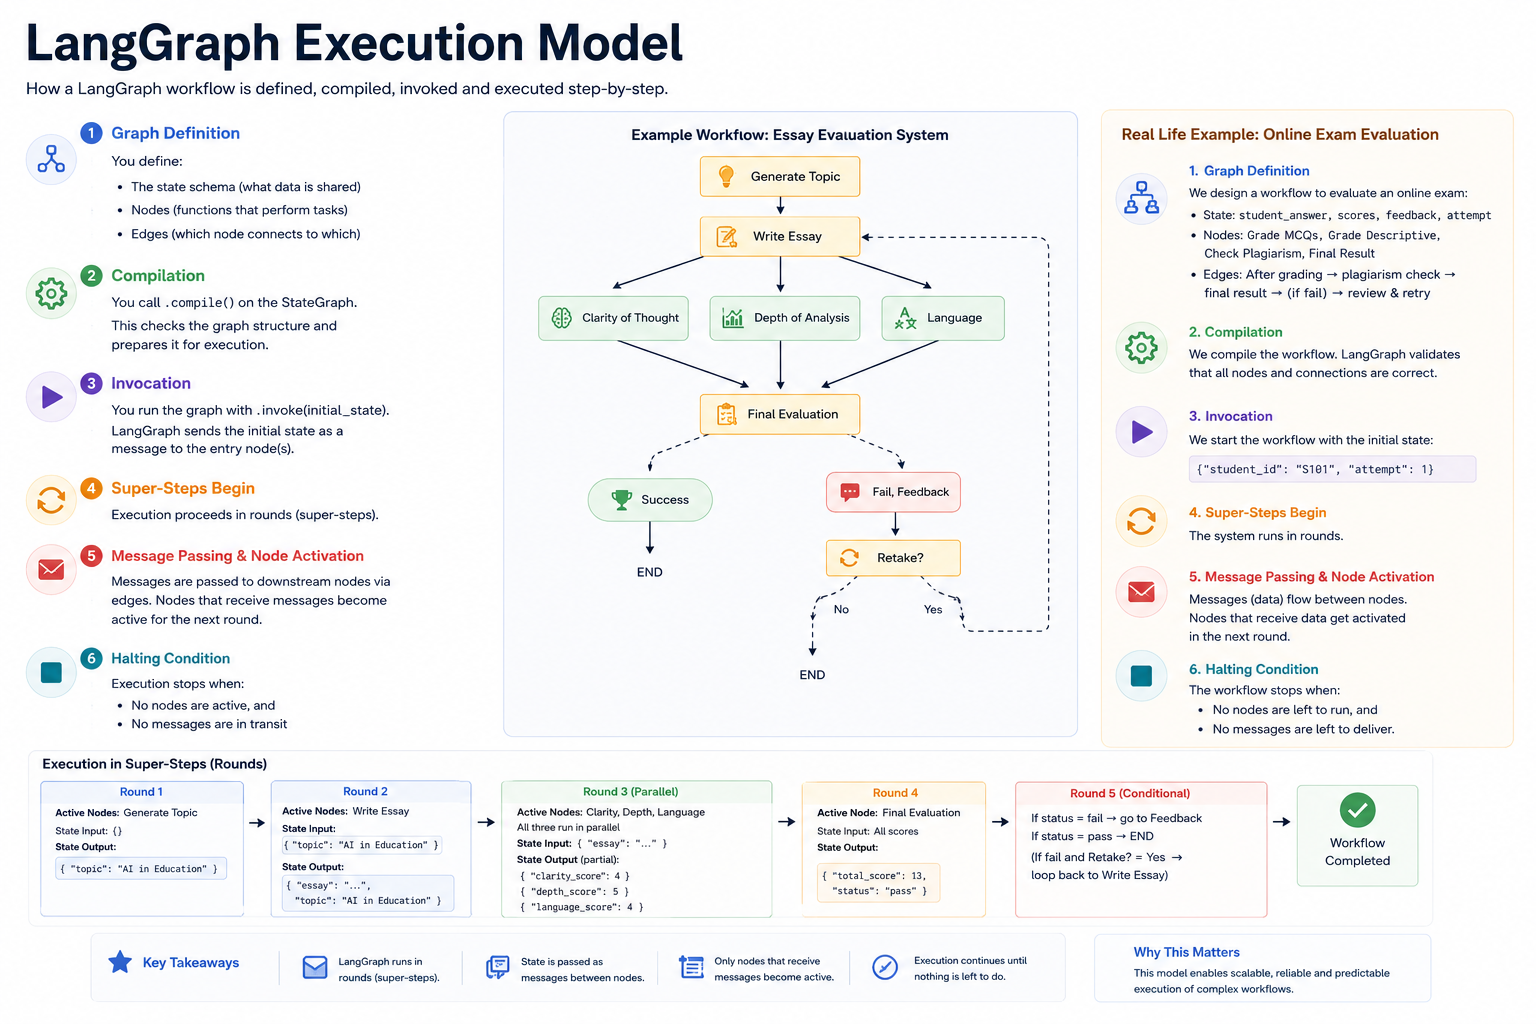 LangGraph Execution Model
How a LangGraph workflow is defined, compiled, invoked and executed step-by-step.
1 Graph Definition
You define:
• The state schema (what data is shared)
• Nodes (functions that perform tasks)
• Edges (which node connects to which)
2 Compilation
You call .compile() on the StateGraph.
This checks the graph structure and
prepares it for execution.
3 Invocation
You run the graph with .invoke(initial_state).
LangGraph sends the initial state as a
message to the entry node(s).
4 Super-Steps Begin
Execution proceeds in rounds (super-steps).
5 Message Passing & Node Activation
Messages are passed to downstream nodes via
edges. Nodes that receive messages become
active for the next round.
6 Halting Condition
Execution stops when:
• No nodes are active, and
• No messages are in transit
Example Workflow: Essay Evaluation System
Generate Topic
Write Essay
Clarity of Thought
Depth of Analysis
Language
Final Evaluation
Success
Fail, Feedback
END
Retake?
No
Yes
END
Real Life Example: Online Exam Evaluation
1. Graph Definition
We design a workflow to evaluate an online exam:
• State: student_answer, scores, feedback, attempt
• Nodes: Grade MCQs, Grade Descriptive,
Check Plagiarism, Final Result
• Edges: After grading → plagiarism check →
final result → (if fail) → review & retry
2. Compilation
We compile the workflow. LangGraph validates
that all nodes and connections are correct.
3. Invocation
We start the workflow with the initial state:
{"student_id": "S101", "attempt": 1}
4. Super-Steps Begin
The system runs in rounds.
5. Message Passing & Node Activation
Messages (data) flow between nodes.
Nodes that receive data get activated
in the next round.
6. Halting Condition
The workflow stops when:
• No nodes are left to run, and
• No messages are left to deliver.
Execution in Super-Steps (Rounds)
Round 1
Active Nodes: Generate Topic
State Input: {}
State Output:
{ "topic": "AI in Education" }
Round 2
Active Nodes: Write Essay
State Input:
{ "topic": "AI in Education" }
State Output:
{ "essay": "...",
"topic": "AI in Education" }
Round 3 (Parallel)
Active Nodes: Clarity, Depth, Language
All three run in parallel
State Input: { "essay": "..." }
State Output (partial):
{ "clarity_score": 4 }
{ "depth_score": 5 }
{ "language_score": 4 }
Round 4
Active Node: Final Evaluation
State Input: All scores
State Output:
{ "total_score": 13,
"status": "pass" }
Round 5 (Conditional)
If status = fail → go to Feedback
If status = pass → END
(If fail and Retake? = Yes →
loop back to Write Essay)
Workflow
Completed
Key Takeaways
LangGraph runs in
rounds (super-steps).
State is passed as
messages between nodes.
Only nodes that receive
messages become active.
Execution continues until
nothing is left to do.
Why This Matters
This model enables scalable, reliable and predictable
execution of complex workflows.